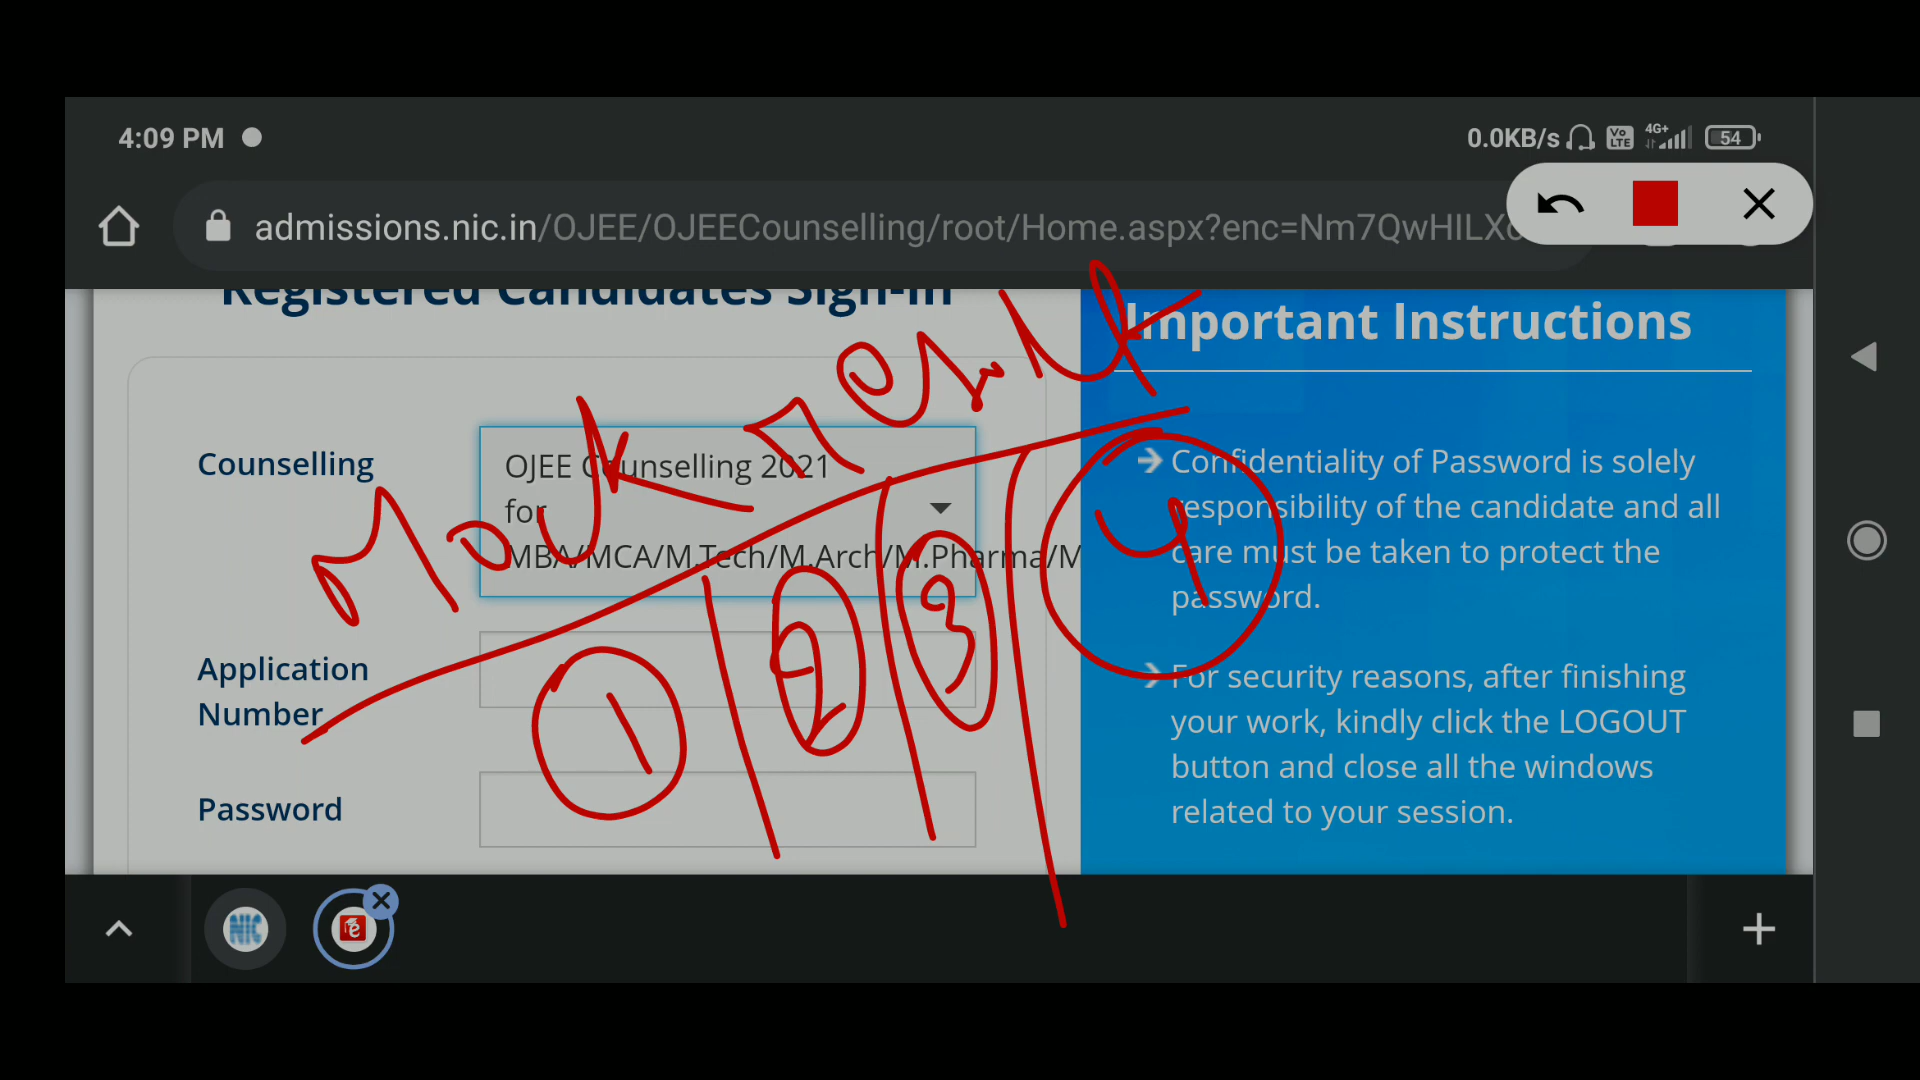 4:09 PM
0.0KB/s Vo LTE 4G+ 54
admissions.nic.in/OJEE/OJEECounselling/root/Home.aspx?enc=Nm7QwHILX
Registered Candidates Sign-In
Counselling
OJEE Counselling 2021
for
MBA/MCA/M.Tech/M.Arch/M.Pharma/M
Application
Number
Password
Important Instructions
Confidentiality of Password is solely
responsibility of the candidate and all
care must be taken to protect the
password.
For security reasons, after finishing
your work, kindly click the LOGOUT
button and close all the windows
related to your session.
Mock
1 2 3 4
NIC
e